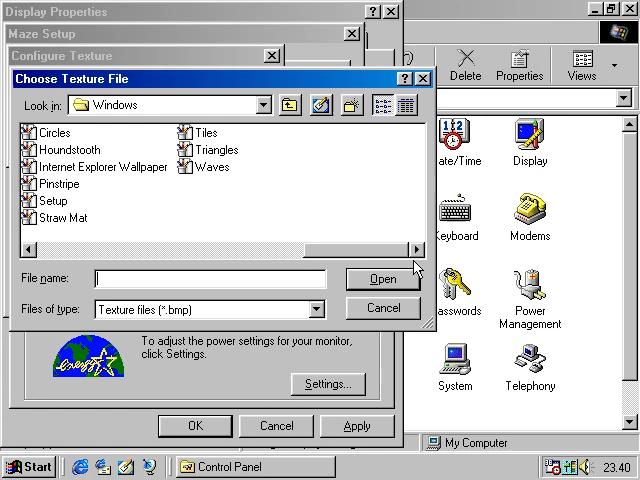 Display Properties
Maze Setup
Configure Texture
Choose Texture File
Look in:
Windows
Circles
Houndstooth
Internet Explorer Wallpaper
Pinstripe
Setup
Straw Mat
Tiles
Triangles
Waves
File name:
Open
Files of type:
Texture files (*.bmp)
Cancel
To adjust the power settings for your monitor,
click Settings.
energy
Settings...
OK
Cancel
Apply
Delete
Properties
Views
ate/Time
Display
Keyboard
Modems
asswords
Power
Management
System
Telephony
My Computer
Start
Control Panel
23.40